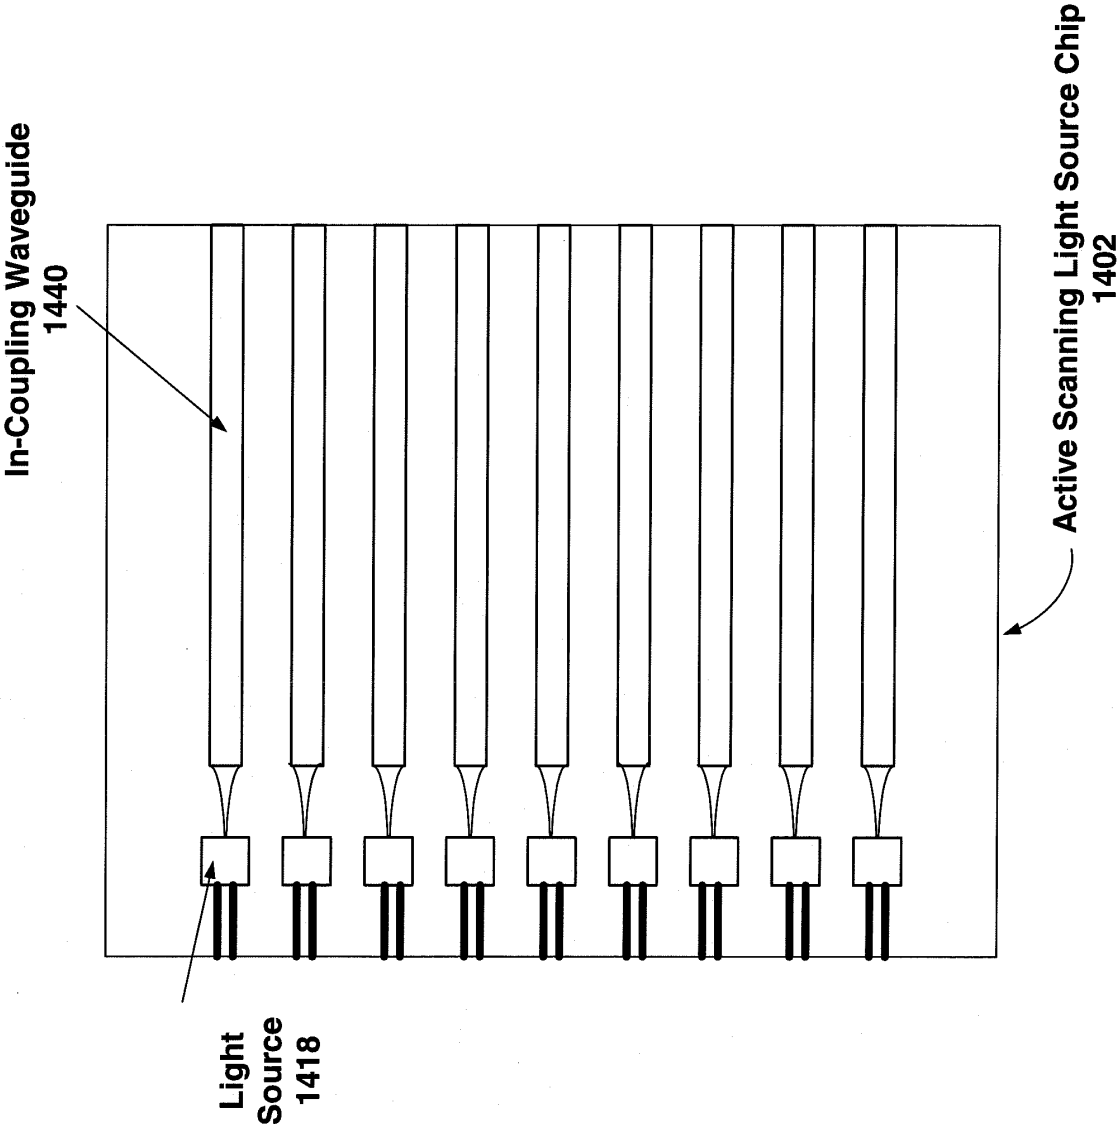 In-Coupling Waveguide
1440
Active Scanning Light Source Chip
1402
Light
Source
1418